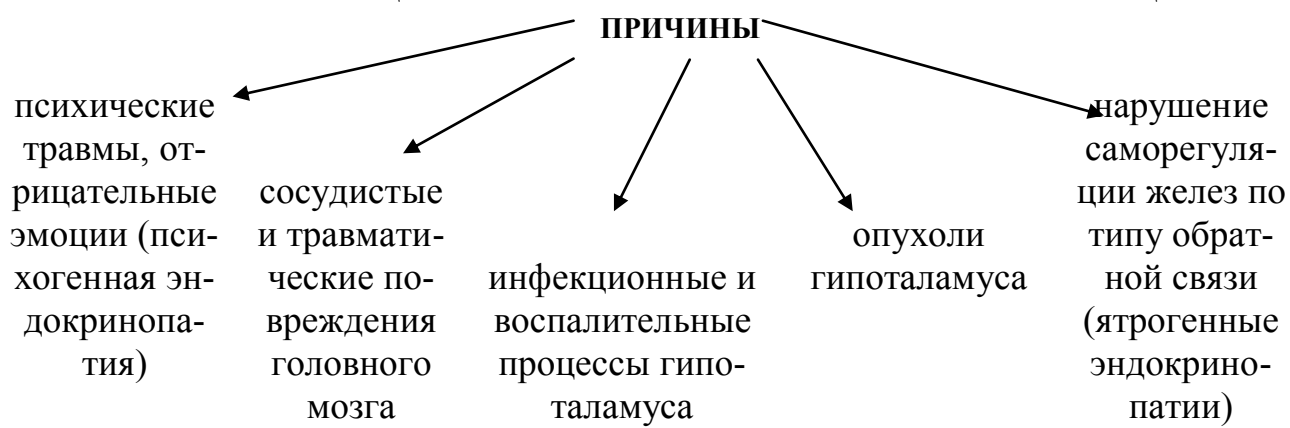 ПРИЧИНЫ
психические
травмы, от-
рицательные
эмоции (пси-
хогенная эн-
докринопа-
тия)
сосудистые
и травмати-
ческие по-
вреждения
головного
мозга
инфекционные и
воспалительные
процессы гипо-
таламуса
опухоли
гипоталамуса
нарушение
саморегуля-
ции желез по
типу обрат-
ной связи
(ятрогенные
эндокрино-
патии)